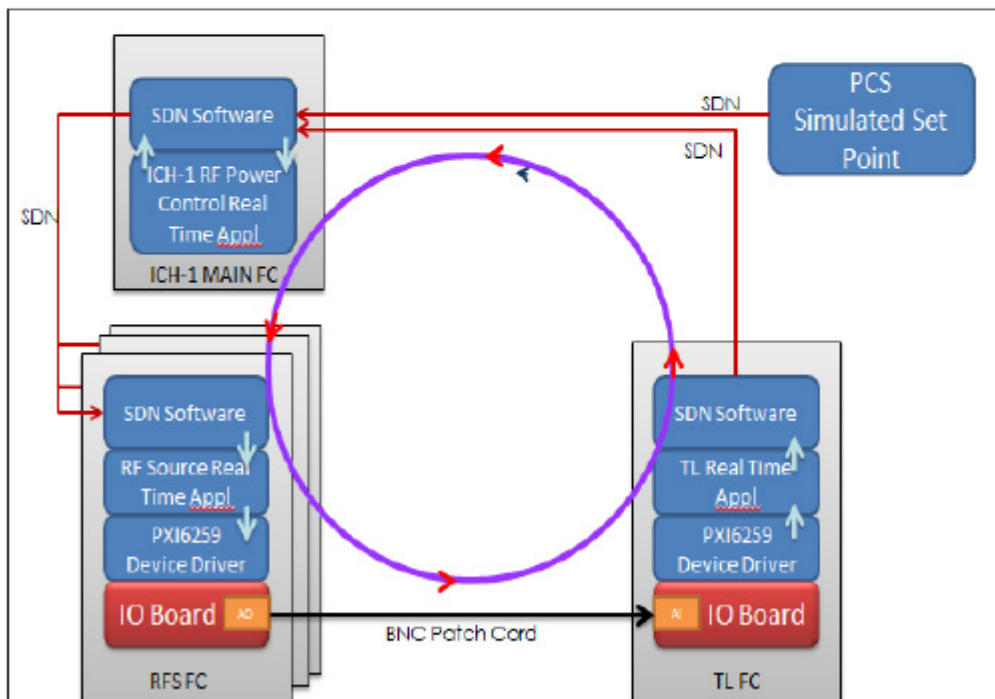 SDN Software
ICH-1 RF Power
Control Real
Time Appl.
ICH-1 MAIN FC
SDN
SDN
SDN
PCS
Simulated Set
Point
SDN Software
RF Source Real
Time Appl
PXI6259
Device Driver
IO Board
AO
RFS FC
BNC Patch Cord
SDN Software
TL Real Time
Appl
PXI6259
Device Driver
AI
IO Board
TL FC